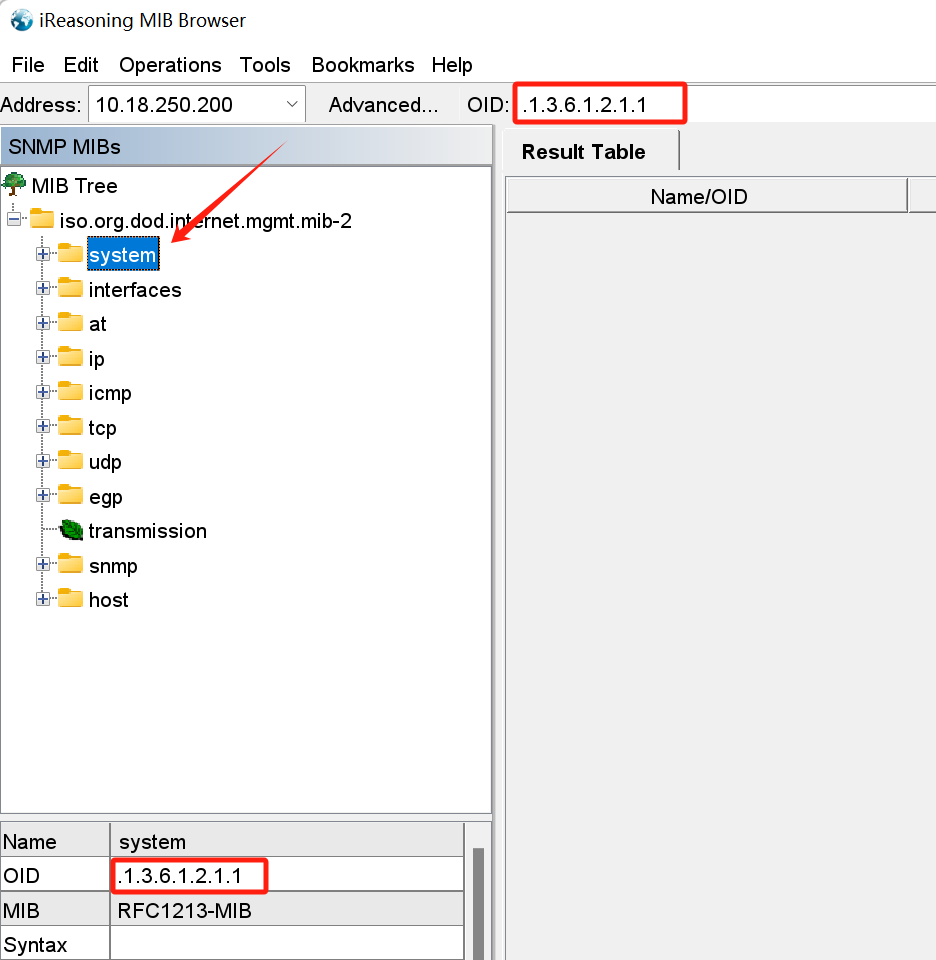 iReasoning MIB Browser
File Edit Operations Tools Bookmarks Help
Address: 10.18.250.200 Advanced... OID: .1.3.6.1.2.1.1
SNMP MIBs
MIB Tree
iso.org.dod.internet.mgmt.mib-2
system
interfaces
at
ip
icmp
tcp
udp
egp
transmission
snmp
host
Name system
OID .1.3.6.1.2.1.1
MIB RFC1213-MIB
Syntax
Result Table
Name/OID